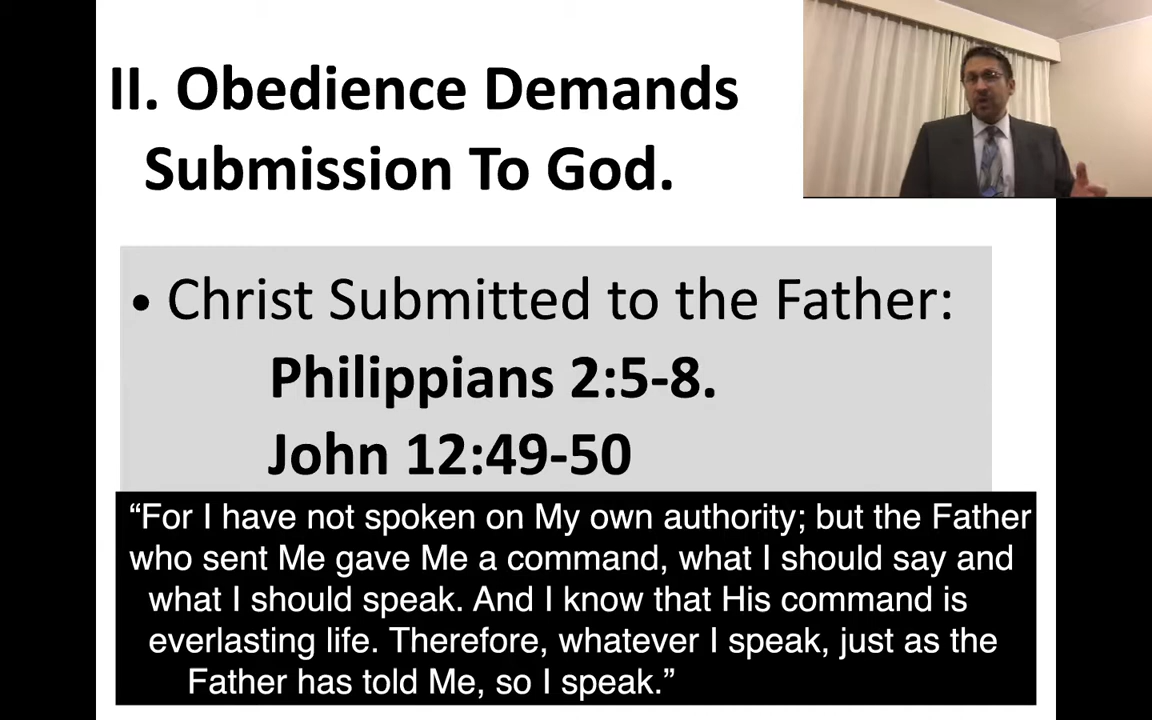 II. Obedience Demands
Submission To God.
• Christ Submitted to the Father:
Philippians 2:5-8.
John 12:49-50
“For I have not spoken on My own authority; but the Father
who sent Me gave Me a command, what I should say and
what I should speak. And I know that His command is
everlasting life. Therefore, whatever I speak, just as the
Father has told Me, so I speak.”